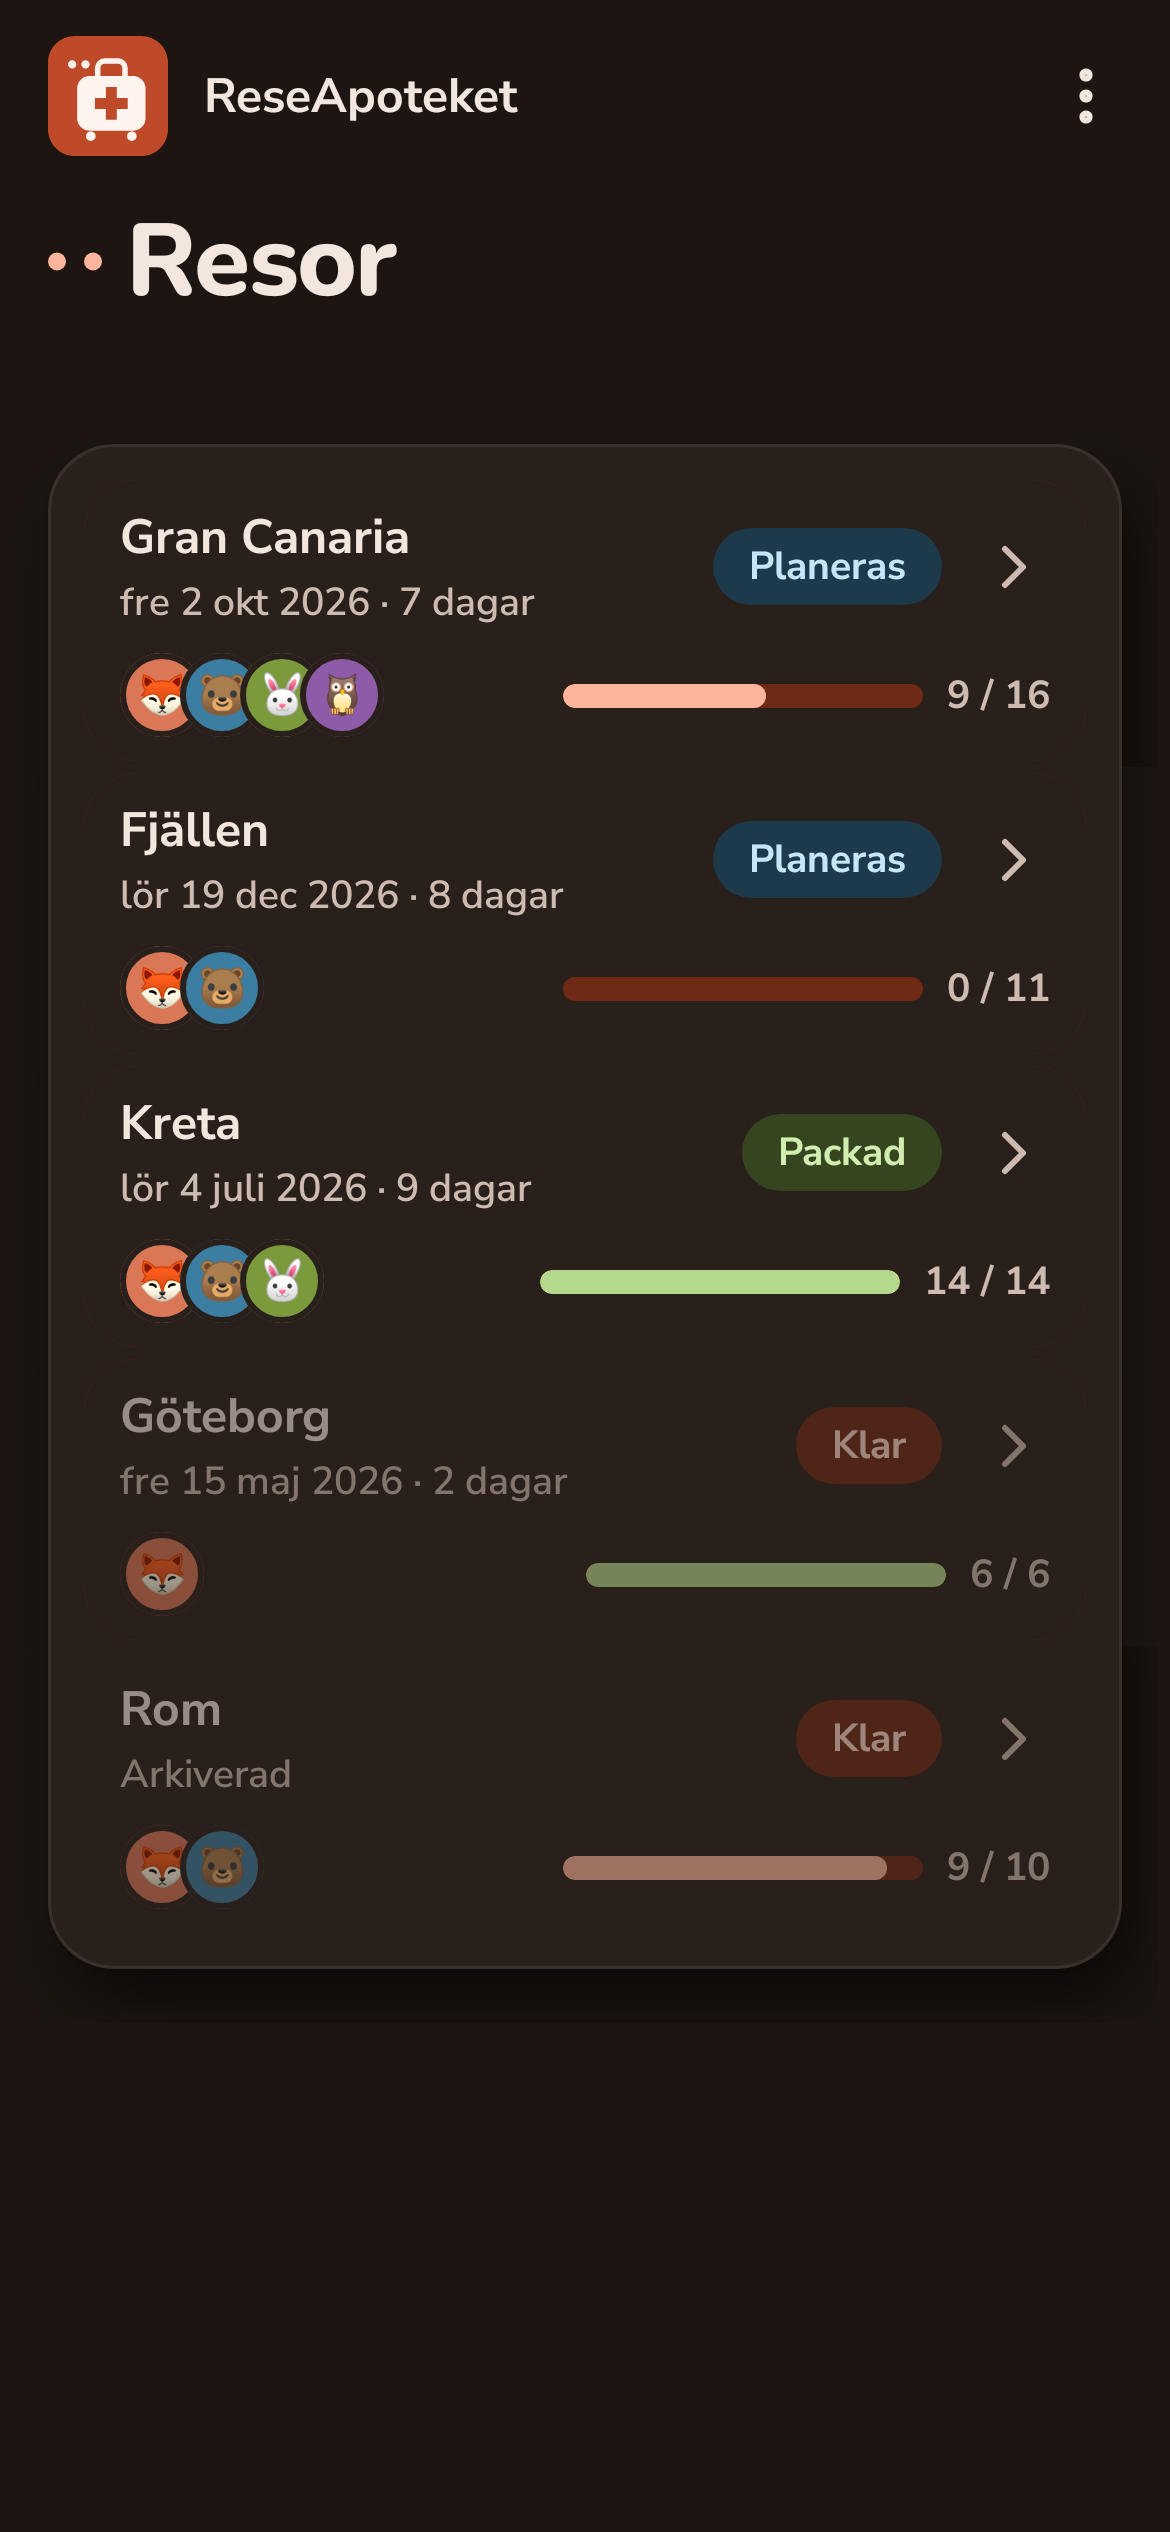 ReseApoteket
Resor
Gran Canaria
Planeras
fre 2 okt 2026 · 7 dagar
9 / 16
Fjällen
Planeras
lör 19 dec 2026 · 8 dagar
0 / 11
Kreta
Packad
lör 4 juli 2026 · 9 dagar
14 / 14
Göteborg
Klar
fre 15 maj 2026 · 2 dagar
6 / 6
Rom
Klar
Arkiverad
9 / 10